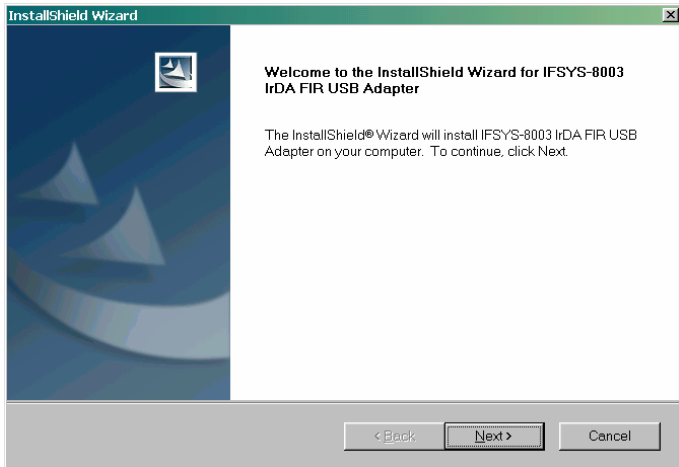 InstallShield Wizard
Welcome to the InstallShield Wizard for IFSYS-8003
IrDA FIR USB Adapter
The InstallShield® Wizard will install IFSYS-8003 IrDA FIR USB
Adapter on your computer. To continue, click Next.
< Back
Next >
Cancel